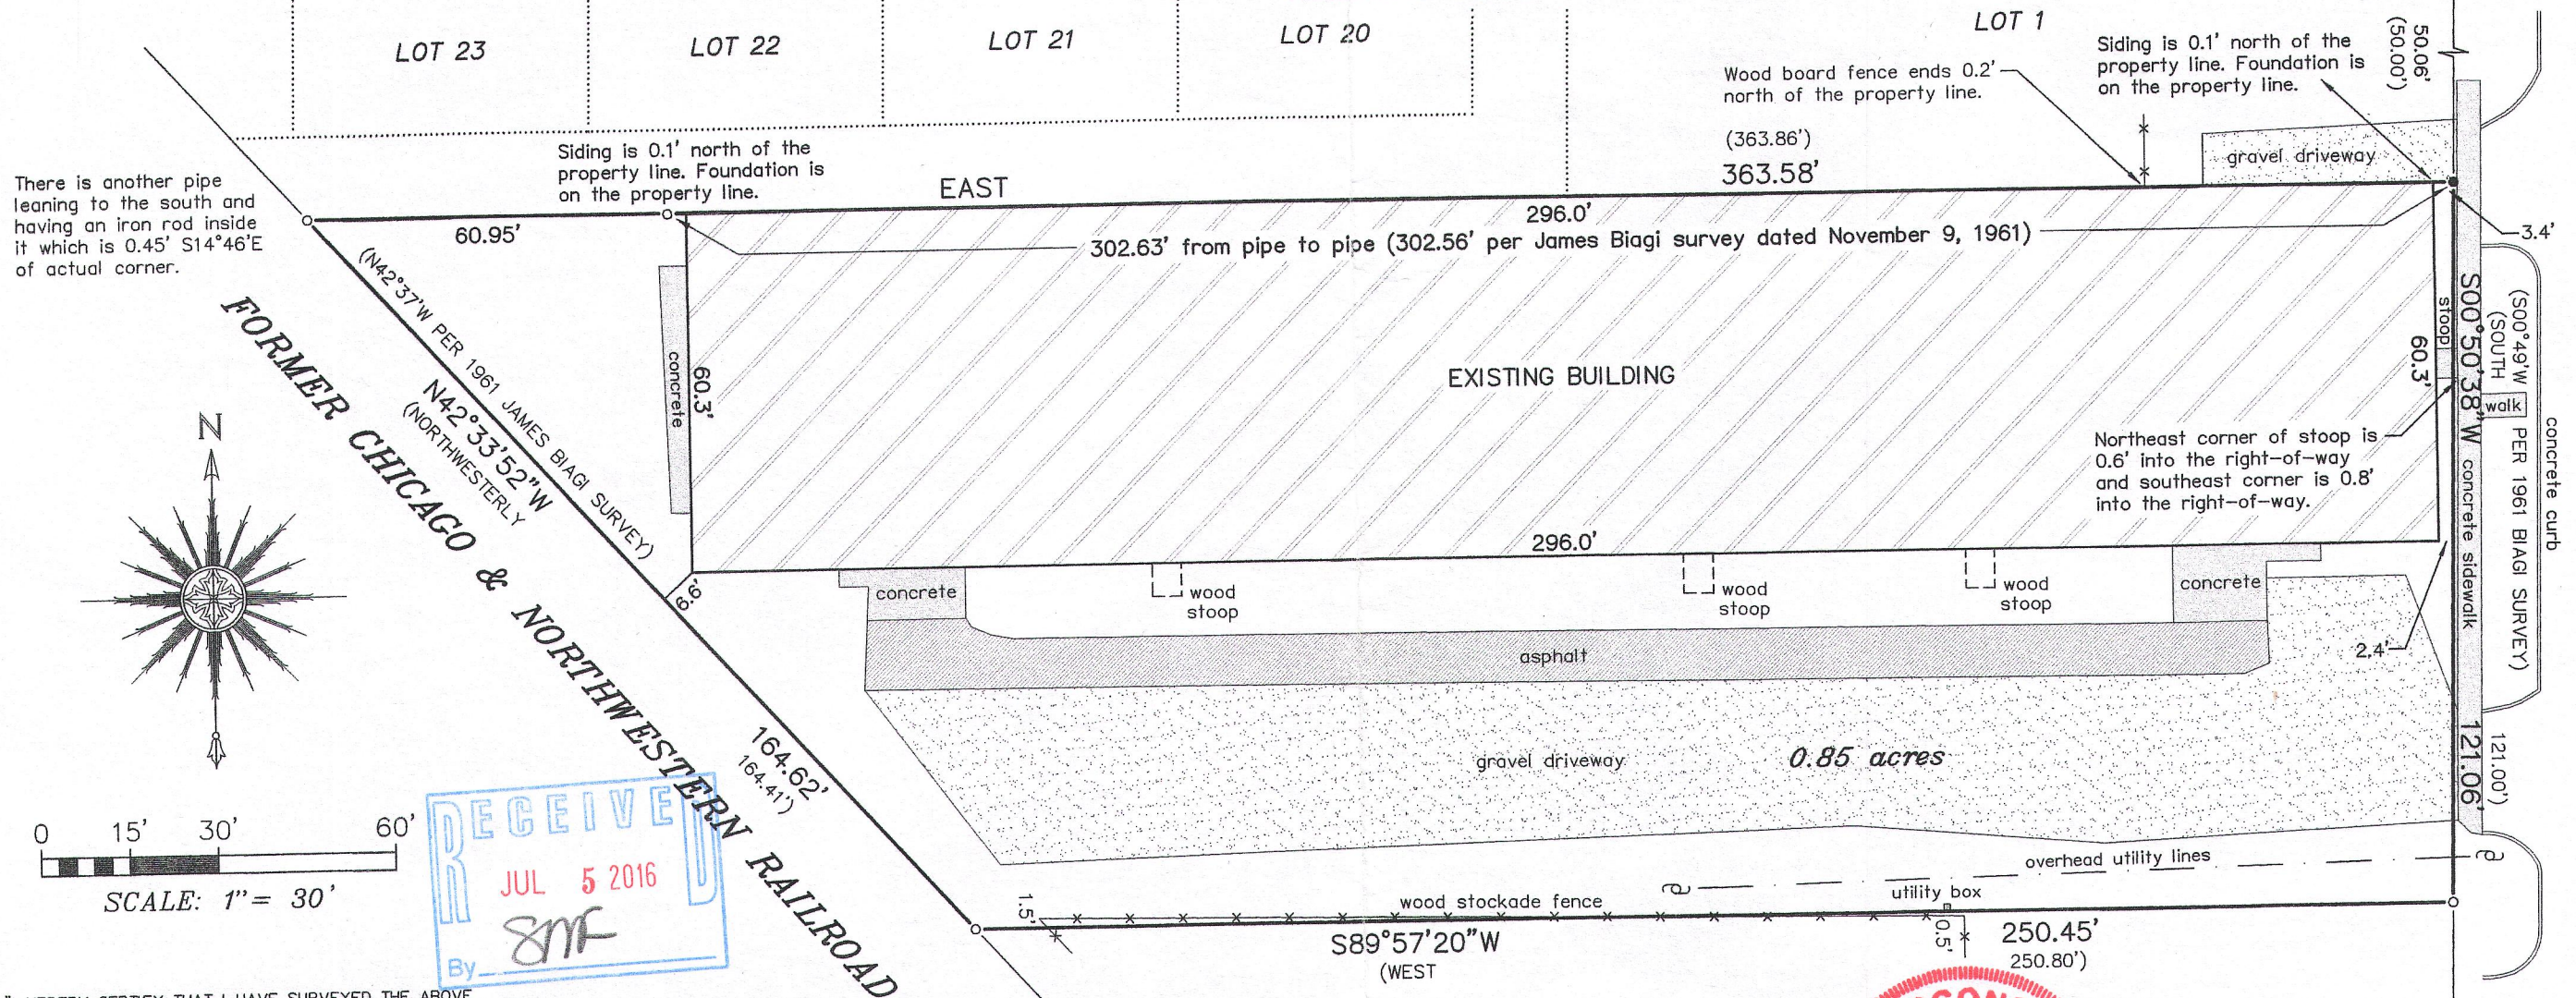 LOT 23
LOT 22
LOT 21
LOT 20
LOT 1
50.06'
(50.00')
Siding is 0.1' north of the
property line. Foundation is
on the property line.
Wood board fence ends 0.2'
north of the property line.
(363.86')
363.58'
gravel driveway
Siding is 0.1' north of the
property line. Foundation is
on the property line.
EAST
There is another pipe
leaning to the south and
having an iron rod inside
it which is 0.45' S14°46'E
of actual corner.
60.95'
296.0'
302.63' from pipe to pipe (302.56' per James Biagi survey dated November 9, 1961)
3.4'
(N42°37'W PER 1961 JAMES BIAGI SURVEY)
N42°33'52"W
(NORTHWESTERLY
FORMER CHICAGO & NORTHWESTERN RAILROAD
concrete
60.3'
EXISTING BUILDING
stoop
60.3'
S00°50'38"W
(SOUTH
(S00°49'W PER 1961 BIAGI SURVEY)
walk
concrete curb
concrete sidewalk
Northeast corner of stoop is
0.6' into the right-of-way
and southeast corner is 0.8'
into the right-of-way.
N
296.0'
6.6'
concrete
wood
stoop
wood
stoop
wood
stoop
concrete
2.4'
asphalt
164.62'
164.41')
gravel driveway
0.85 acres
121.06'
121.00')
0 15' 30' 60'
SCALE: 1"= 30'
RECEIVED
JUL 5 2016
By SMF
overhead utility lines
utility box
wood stockade fence
1.5'
0.5'
S89°57'20"W
(WEST
250.45'
250.80')
HEREBY CERTIFY THAT I HAVE SURVEYED THE ABOVE